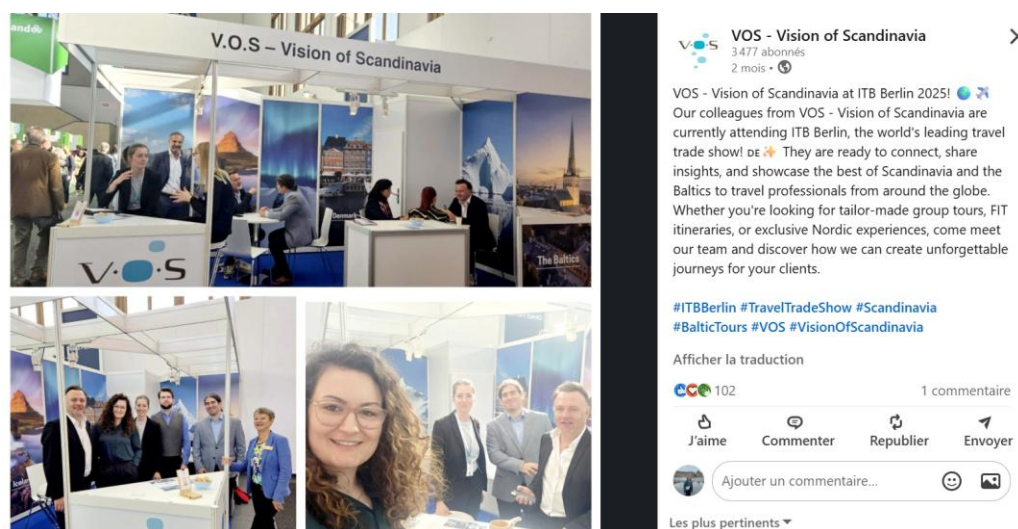 V.O.S – Vision of Scandinavia
Denmark
The Baltics
V.O.S
VOS - Vision of Scandinavia
3 477 abonnés
2 mois •
VOS - Vision of Scandinavia at ITB Berlin 2025! 🌍 ✈️
Our colleagues from VOS - Vision of Scandinavia are
currently attending ITB Berlin, the world's leading travel
trade show! DE ✨ They are ready to connect, share
insights, and showcase the best of Scandinavia and the
Baltics to travel professionals from around the globe.
Whether you're looking for tailor-made group tours, FIT
itineraries, or exclusive Nordic experiences, come meet
our team and discover how we can create unforgettable
journeys for your clients.
#ITBBerlin #TravelTradeShow #Scandinavia
#BalticTours #VOS #VisionOfScandinavia
Afficher la traduction
102
1 commentaire
J'aime
Commenter
Republier
Envoyer
Ajouter un commentaire...
Les plus pertinents